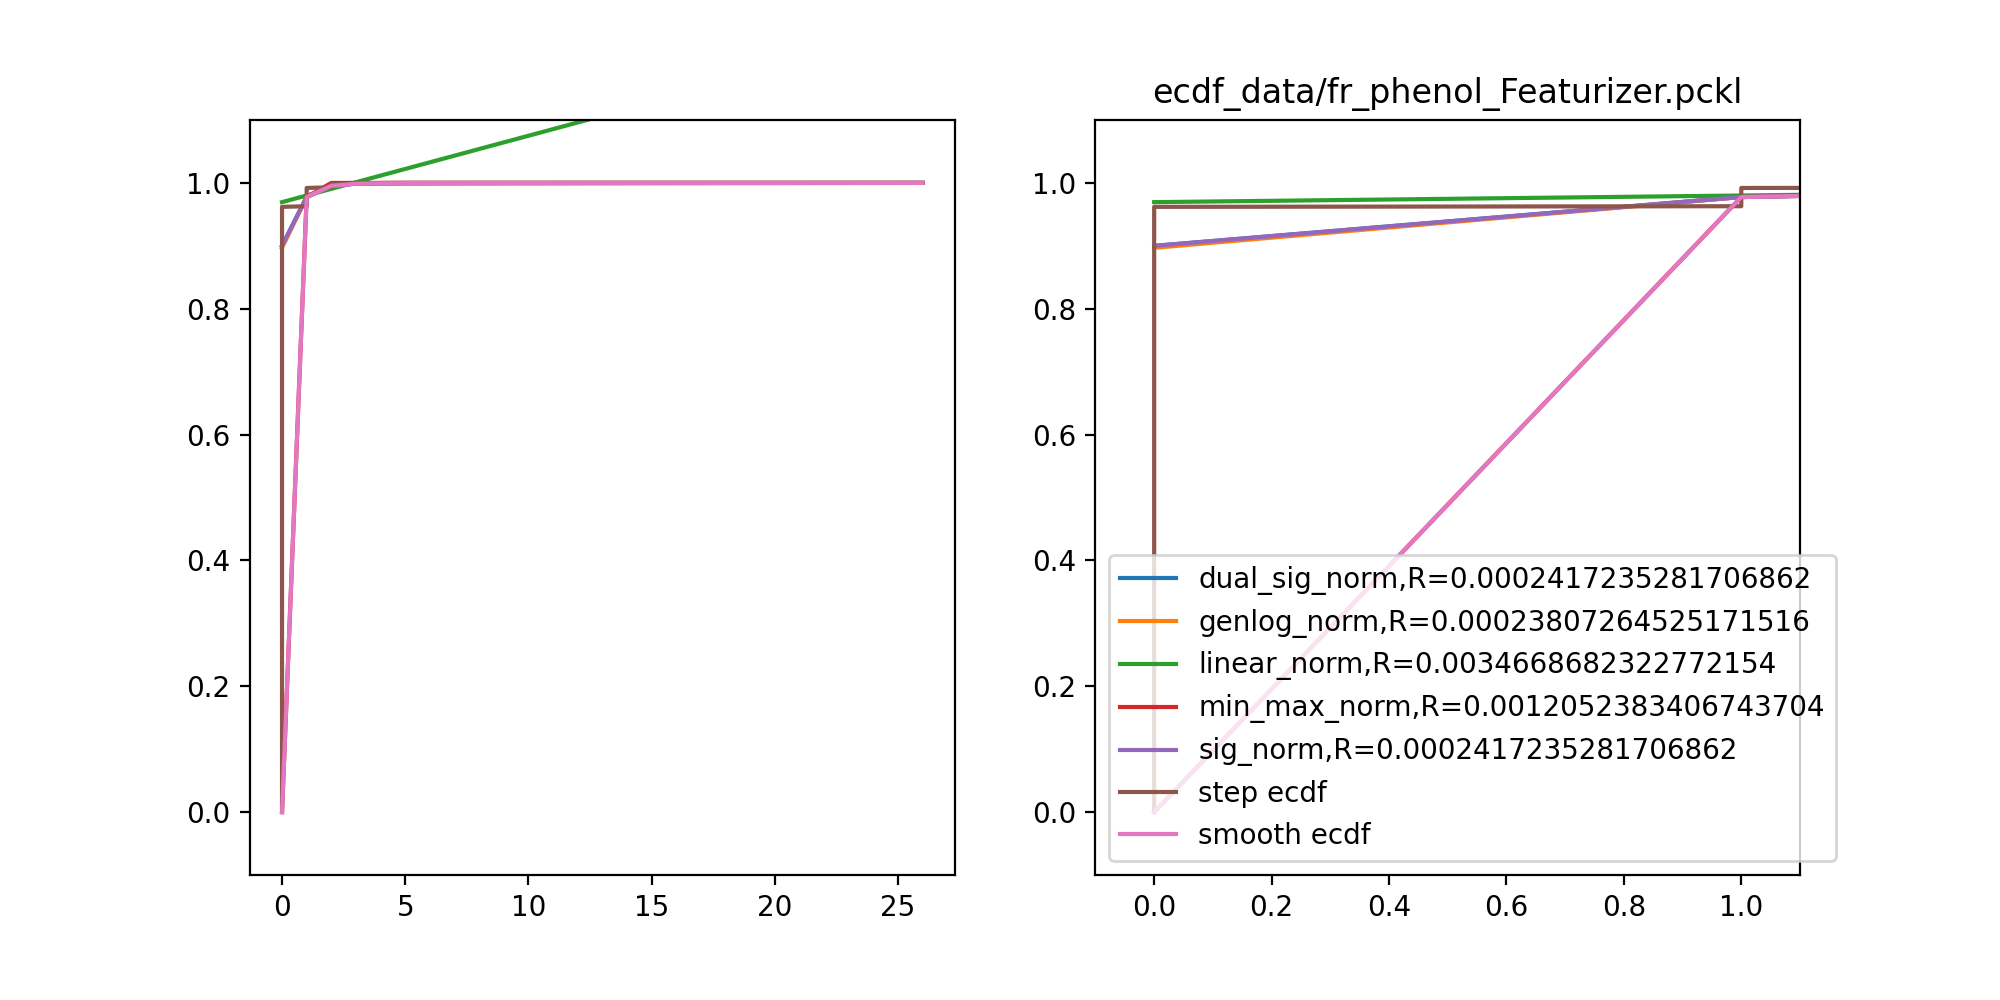 ecdf_data/fr_phenol_Featurizer.pckl
1.0
0.8
0.6
0.4
0.2
0.0
0 5 10 15 20 25
1.0
0.8
0.6
0.4
0.2
0.0
0.0 0.2 0.4 0.6 0.8 1.0
dual_sig_norm,R=0.0002417235281706862
genlog_norm,R=0.00023807264525171516
linear_norm,R=0.0034668682322772154
min_max_norm,R=0.0012052383406743704
sig_norm,R=0.0002417235281706862
step ecdf
smooth ecdf